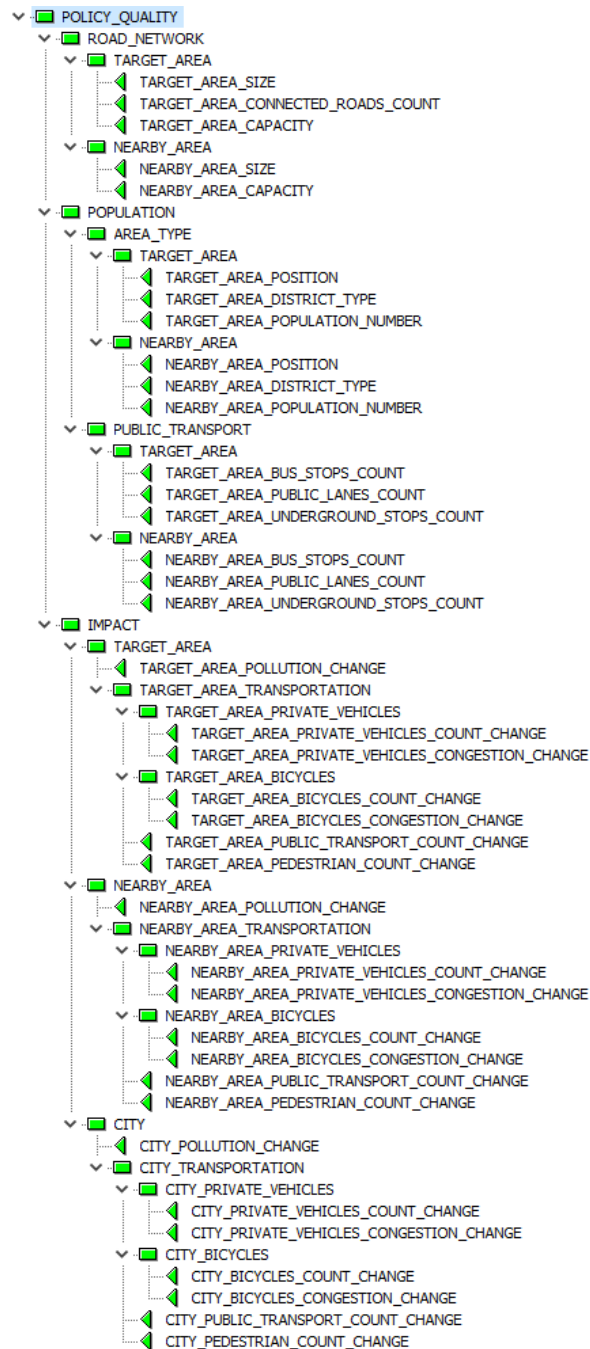 POLICY_QUALITY
ROAD_NETWORK
TARGET_AREA
TARGET_AREA_SIZE
TARGET_AREA_CONNECTED_ROADS_COUNT
TARGET_AREA_CAPACITY
NEARBY_AREA
NEARBY_AREA_SIZE
NEARBY_AREA_CAPACITY
POPULATION
AREA_TYPE
TARGET_AREA
TARGET_AREA_POSITION
TARGET_AREA_DISTRICT_TYPE
TARGET_AREA_POPULATION_NUMBER
NEARBY_AREA
NEARBY_AREA_POSITION
NEARBY_AREA_DISTRICT_TYPE
NEARBY_AREA_POPULATION_NUMBER
PUBLIC_TRANSPORT
TARGET_AREA
TARGET_AREA_BUS_STOPS_COUNT
TARGET_AREA_PUBLIC_LANES_COUNT
TARGET_AREA_UNDERGROUND_STOPS_COUNT
NEARBY_AREA
NEARBY_AREA_BUS_STOPS_COUNT
NEARBY_AREA_PUBLIC_LANES_COUNT
NEARBY_AREA_UNDERGROUND_STOPS_COUNT
IMPACT
TARGET_AREA
TARGET_AREA_POLLUTION_CHANGE
TARGET_AREA_TRANSPORTATION
TARGET_AREA_PRIVATE_VEHICLES
TARGET_AREA_PRIVATE_VEHICLES_COUNT_CHANGE
TARGET_AREA_PRIVATE_VEHICLES_CONGESTION_CHANGE
TARGET_AREA_BICYCLES
TARGET_AREA_BICYCLES_COUNT_CHANGE
TARGET_AREA_BICYCLES_CONGESTION_CHANGE
TARGET_AREA_PUBLIC_TRANSPORT_COUNT_CHANGE
TARGET_AREA_PEDESTRIAN_COUNT_CHANGE
NEARBY_AREA
NEARBY_AREA_POLLUTION_CHANGE
NEARBY_AREA_TRANSPORTATION
NEARBY_AREA_PRIVATE_VEHICLES
NEARBY_AREA_PRIVATE_VEHICLES_COUNT_CHANGE
NEARBY_AREA_PRIVATE_VEHICLES_CONGESTION_CHANGE
NEARBY_AREA_BICYCLES
NEARBY_AREA_BICYCLES_COUNT_CHANGE
NEARBY_AREA_BICYCLES_CONGESTION_CHANGE
NEARBY_AREA_PUBLIC_TRANSPORT_COUNT_CHANGE
NEARBY_AREA_PEDESTRIAN_COUNT_CHANGE
CITY
CITY_POLLUTION_CHANGE
CITY_TRANSPORTATION
CITY_PRIVATE_VEHICLES
CITY_PRIVATE_VEHICLES_COUNT_CHANGE
CITY_PRIVATE_VEHICLES_CONGESTION_CHANGE
CITY_BICYCLES
CITY_BICYCLES_COUNT_CHANGE
CITY_BICYCLES_CONGESTION_CHANGE
CITY_PUBLIC_TRANSPORT_COUNT_CHANGE
CITY_PEDESTRIAN_COUNT_CHANGE